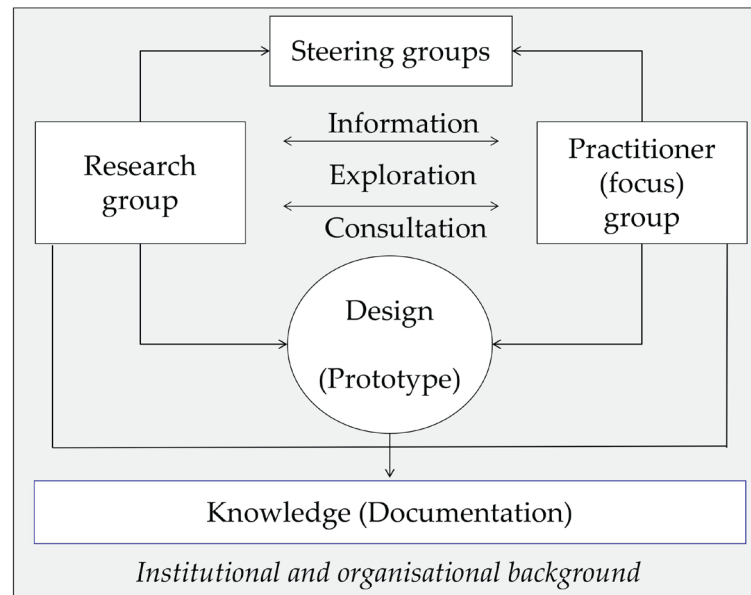 Steering groups
Research
group
Information
Exploration
Consultation
Practitioner
(focus)
group
Design
(Prototype)
Knowledge (Documentation)
Institutional and organisational background